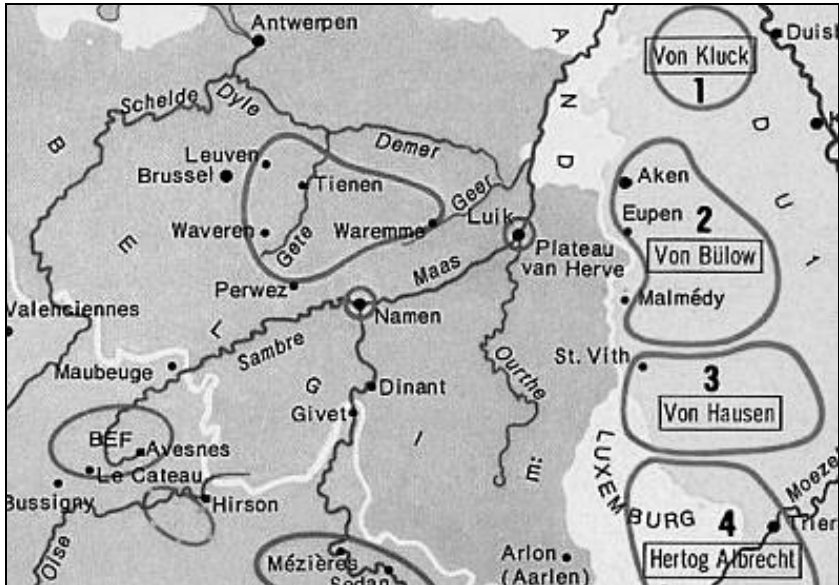 Antwerpen
Duisb
Von Kluck
1
Schelde
Dyle
A
N
D
B
Leuven
Brussel
Tienen
Demer
Geer
K
D
U
Aken
E
Waveren
Gete
Waremme
Luik
Eupen
2
Von Bülow
I
Plateau
van Herve
Maas
Perwez
Malmédy
Valenciennes
L
Namen
Sambre
Maubeuge
Ourthe
St. Vith
3
Von Hausen
G
Dinant
Givet
I
BEF
Avesnes
Le Cateau
Bussigny
Hirson
Ë
LUXEMBURG
Moezel
4
Trier
Hertog Albrecht
Oise
Mézières
Sedan
Arlon
(Aarlen)